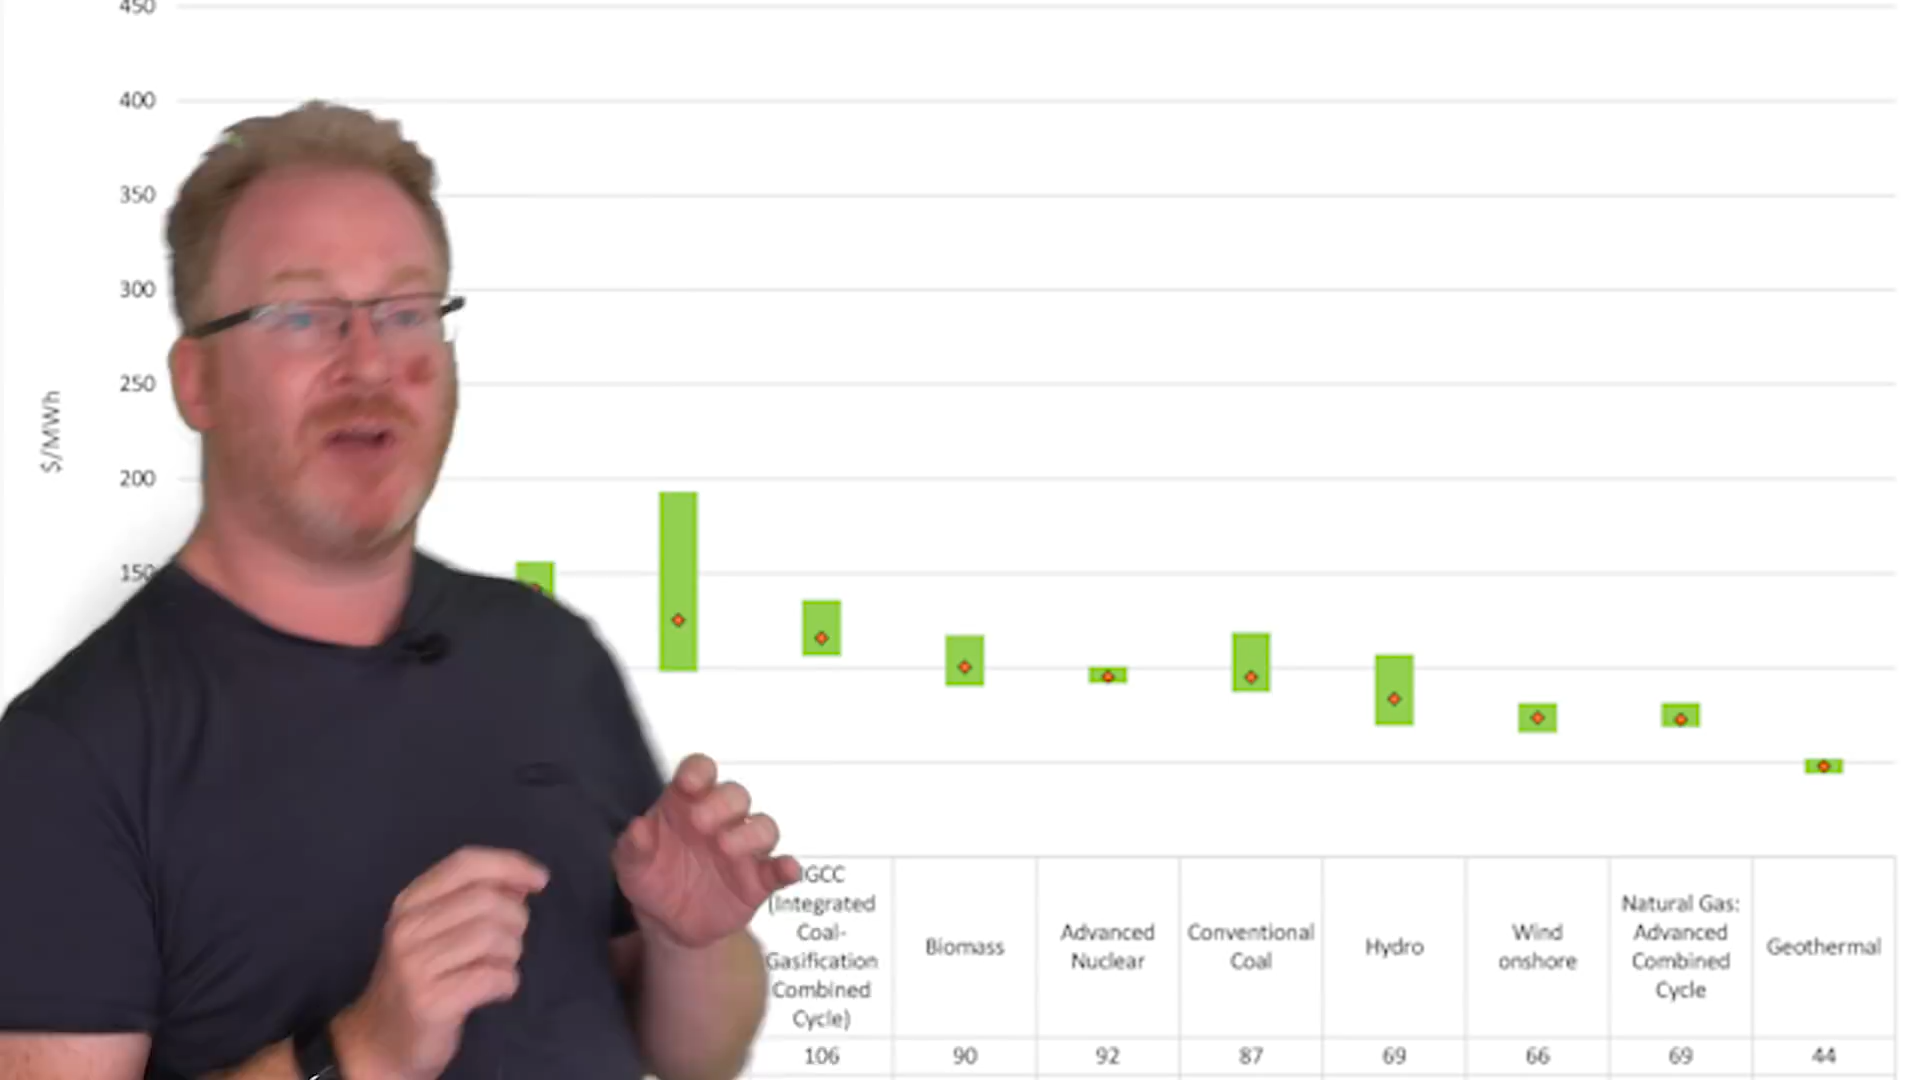 450
400
350
300
250
200
150
$/MWh
IGCC
(Integrated
Coal-
Gasification
Combined
Cycle)
Biomass
Advanced
Nuclear
Conventional
Coal
Hydro
Wind
onshore
Natural Gas:
Advanced
Combined
Cycle
Geothermal
106 90 92 87 69 66 69 44